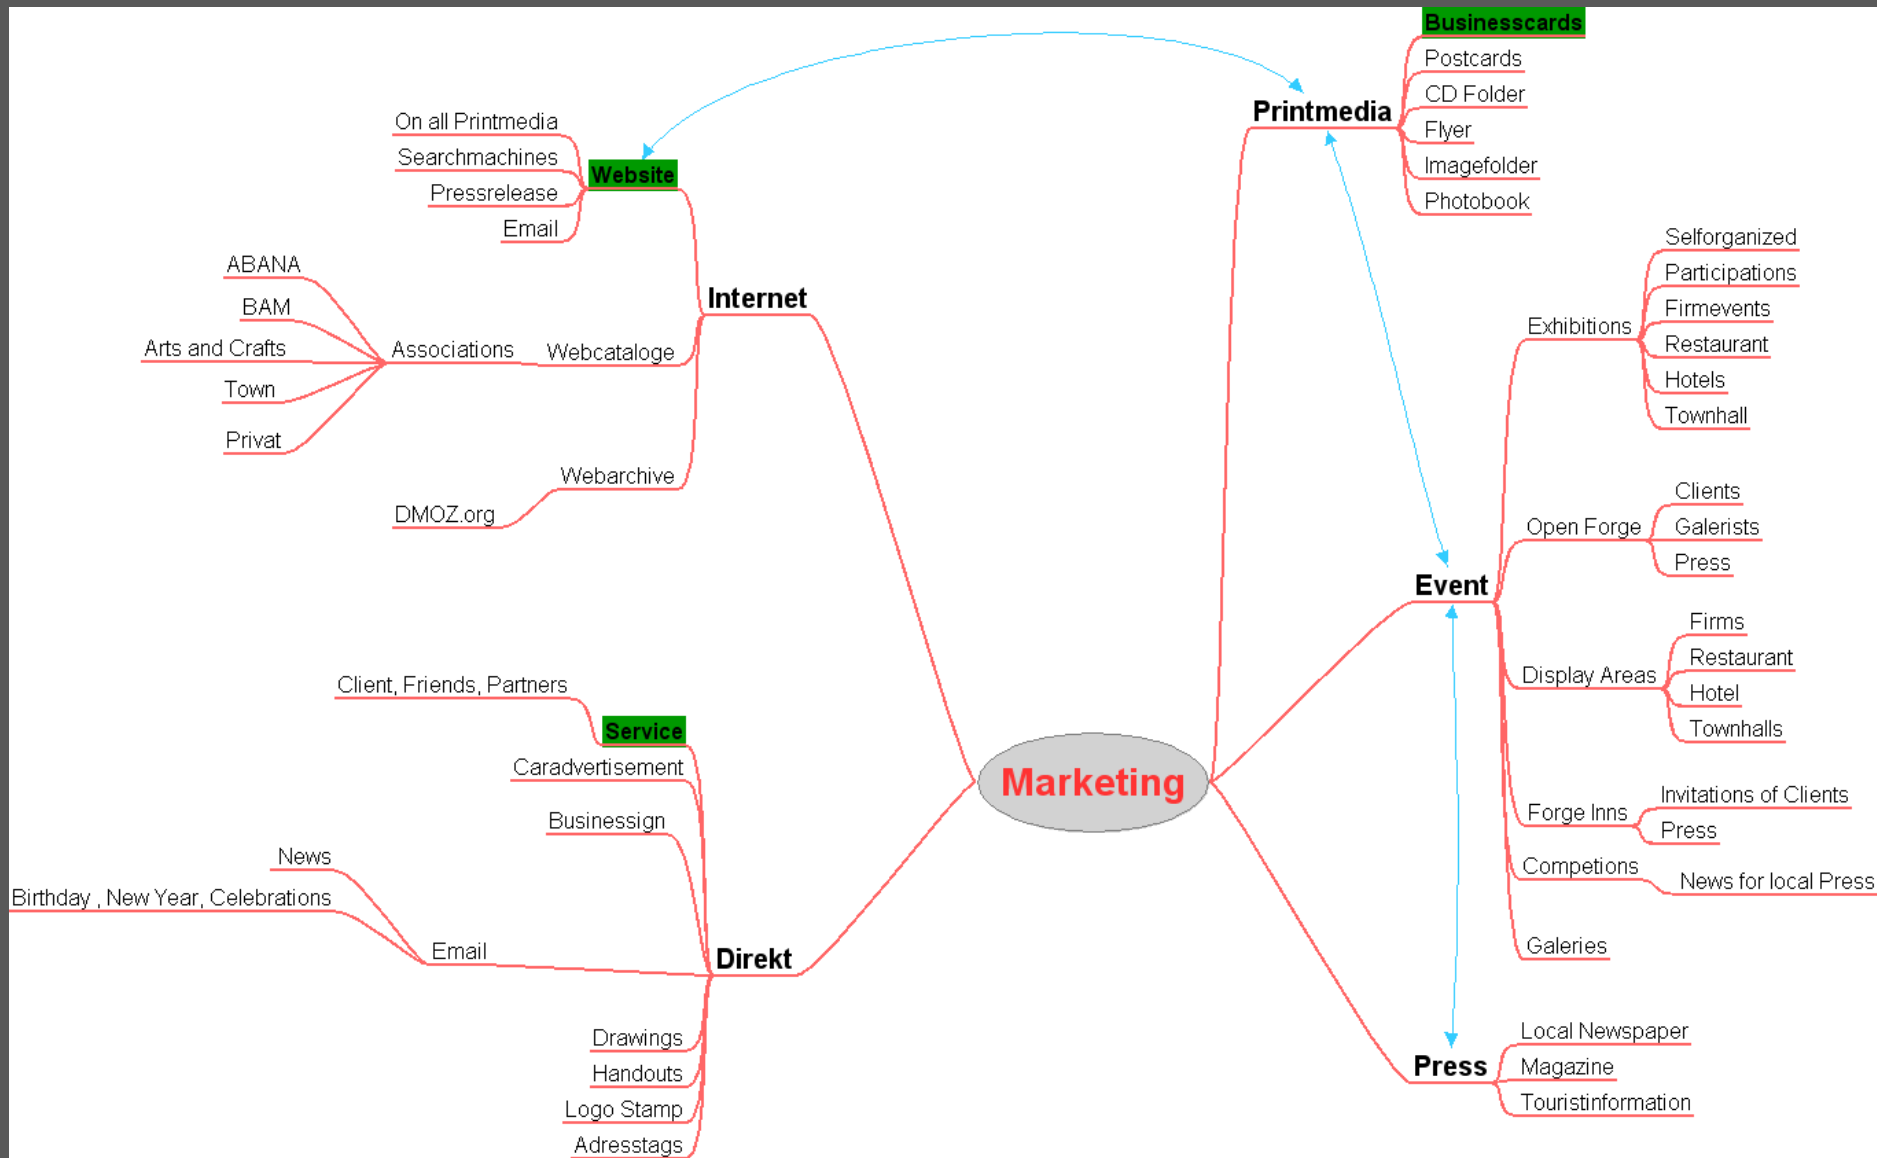 Marketing
Internet
Website
On all Printmedia
Searchmachines
Pressrelease
Email
Webcataloge
Associations
ABANA
BAM
Arts and Crafts
Town
Privat
Webarchive
DMOZ.org
Direkt
Service
Client, Friends, Partners
Caradvertisement
Businessign
Email
News
Birthday , New Year, Celebrations
Drawings
Handouts
Logo Stamp
Adresstags
Printmedia
Businesscards
Postcards
CD Folder
Flyer
Imagefolder
Photobook
Event
Exhibitions
Selforganized
Participations
Firmevents
Restaurant
Hotels
Townhall
Open Forge
Clients
Galerists
Press
Display Areas
Firms
Restaurant
Hotel
Townhalls
Forge Inns
Invitations of Clients
Press
Competions
News for local Press
Galeries
Press
Local Newspaper
Magazine
Touristinformation